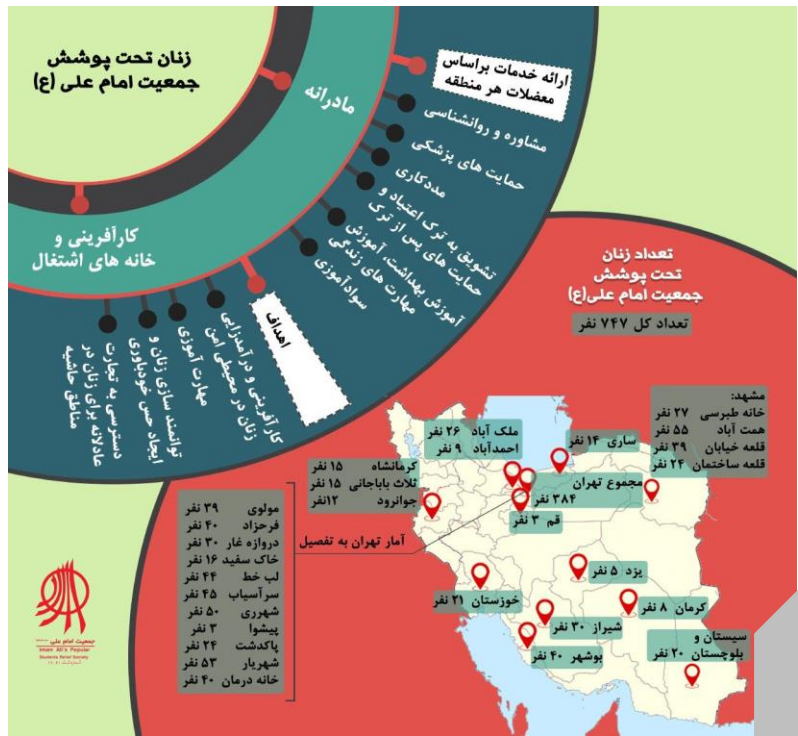 زنان تحت پوشش
جمعیت امام علی (ع)
مادرانه
ارائه خدمات براساس
معضلات هر منطقه
مشاوره و روانشناسی
حمایت های پزشکی
مددکاری
تشویق به ترک اعتیاد و
حمایت های پس از ترک
آموزش بهداشت، آموزش
مهارت های زندگی
سوادآموزی
کارآفرینی و
خانه های اشتغال
اهداف
کارآفرینی و درآمدزایی
زنان در محیطی امن
مهارت آموزی
توانمند سازی زنان و
ایجاد حس خودباوری
دسترسی به تجارت
عادلانه برای زنان در
مناطق حاشیه
تعداد زنان
تحت پوشش
جمعیت امام علی(ع)
تعداد کل ۷۴۷ نفر
مشهد:
خانه طبرسی ۲۷ نفر
همت آباد ۵۵ نفر
قلعه خیابان ۳۹ نفر
قلعه ساختمان ۲۴ نفر
ساری ۱۴ نفر
ملک آباد ۲۶ نفر
احمدآباد ۹ نفر
مجموع تهران
۳۸۴ نفر
قم ۳ نفر
کرمانشاه ۱۵ نفر
ثلاث باباجانی ۱۵ نفر
جوانرود ۱۲نفر
آمار تهران به تفصیل
مولوی ۳۹ نفر
فرحزاد ۴۰ نفر
دروازه غار ۳۰ نفر
خاک سفید ۱۶ نفر
لب خط ۴۴ نفر
سرآسیاب ۴۵ نفر
شهرری ۵۰ نفر
پیشوا ۳ نفر
پاکدشت ۲۴ نفر
شهریار ۵۳ نفر
خانه درمان ۴۰ نفر
یزد ۵ نفر
خوزستان ۲۱ نفر
کرمان ۸ نفر
شیراز ۳۰ نفر
بوشهر ۴۰ نفر
سیستان و
بلوچستان ۲۰ نفر
جمعیت امام علی
Imam Ali's Popular
Students Relief Society